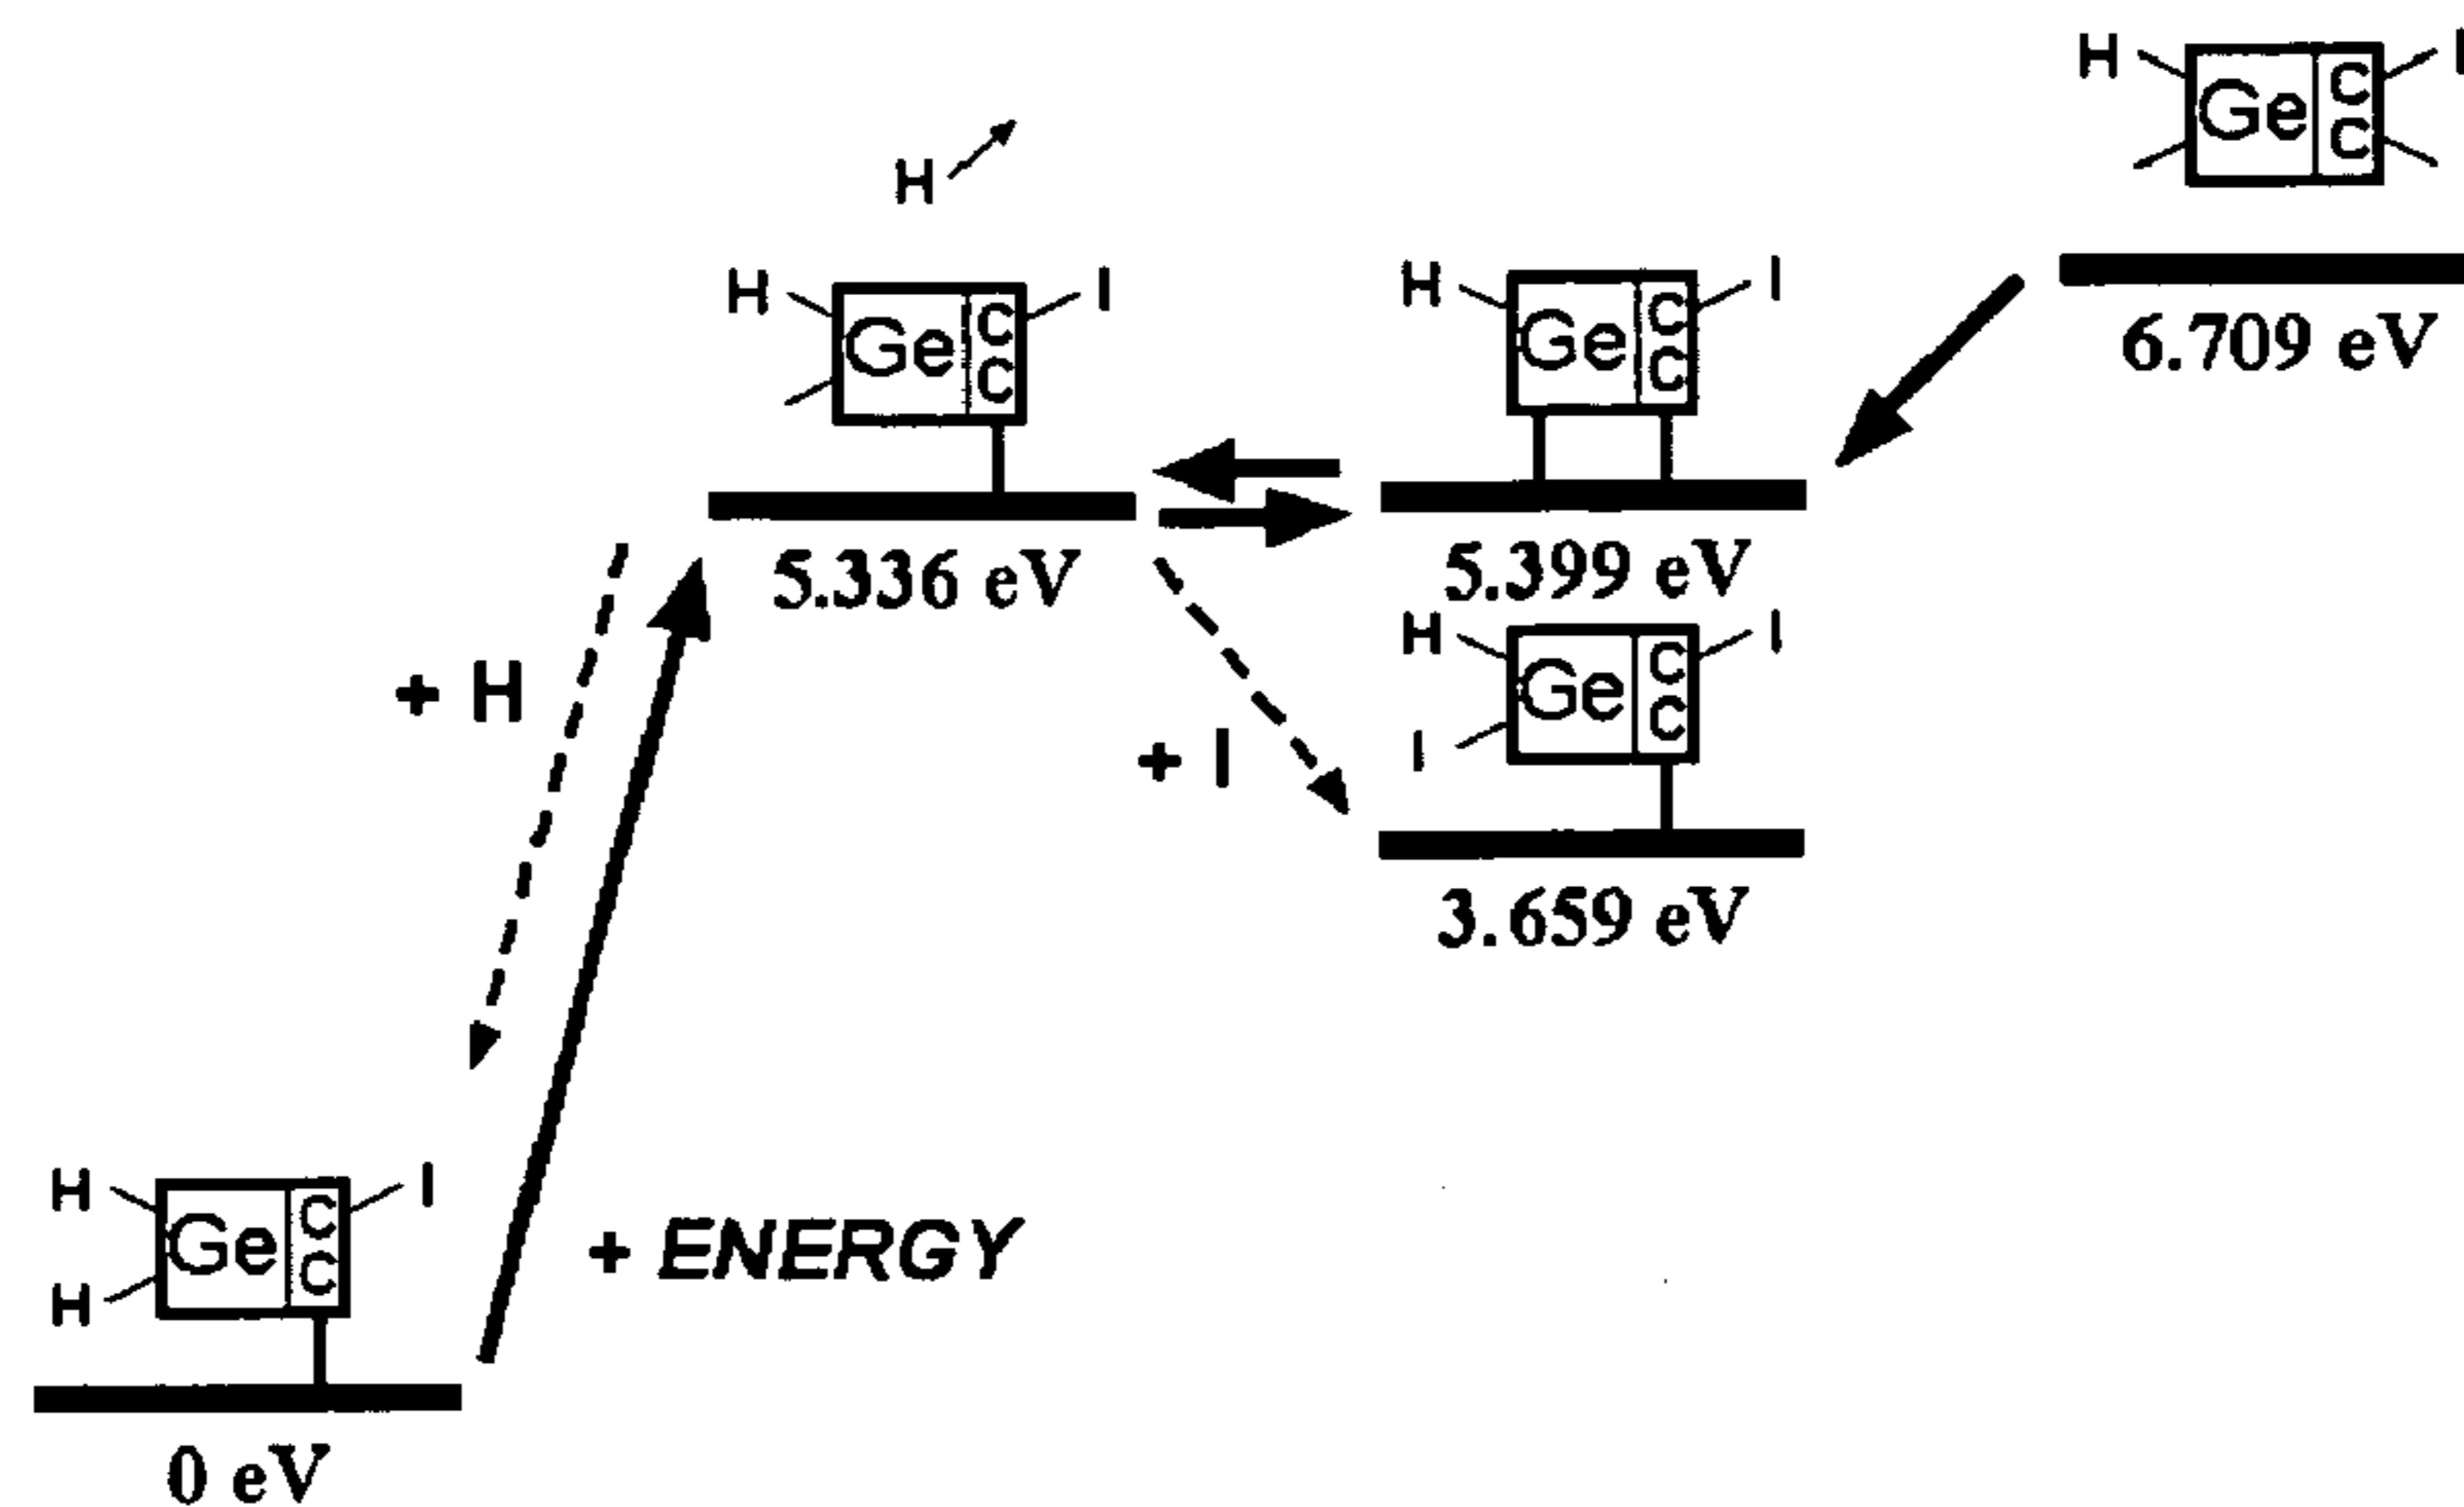 H Ge C C I
6.709 eV
H
H Ge C C I
5.336 eV
H Ge C C I
5.399 eV
+ H
+ I
H Ge C C I
I
3.659 eV
H Ge C C I
H
+ ENERGY
0 eV